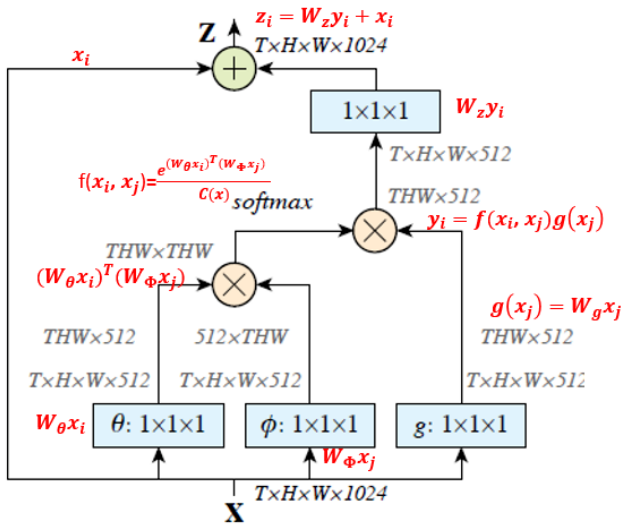 z_i = W_z y_i + x_i
Z
T×H×W×1024
x_i
+
1×1×1
W_z y_i
T×H×W×512
f(x_i, x_j)=e^{(W_θ x_i)^T (W_Φ x_j)}/C(x)
softmax
THW×512
×
y_i = f(x_i, x_j)g(x_j)
THW×THW
(W_θ x_i)^T (W_Φ x_j)
×
g(x_j) = W_g x_j
THW×512
512×THW
THW×512
T×H×W×512
T×H×W×512
T×H×W×512
W_θ x_i
θ: 1×1×1
ϕ: 1×1×1
g: 1×1×1
W_Φ x_j
T×H×W×1024
X